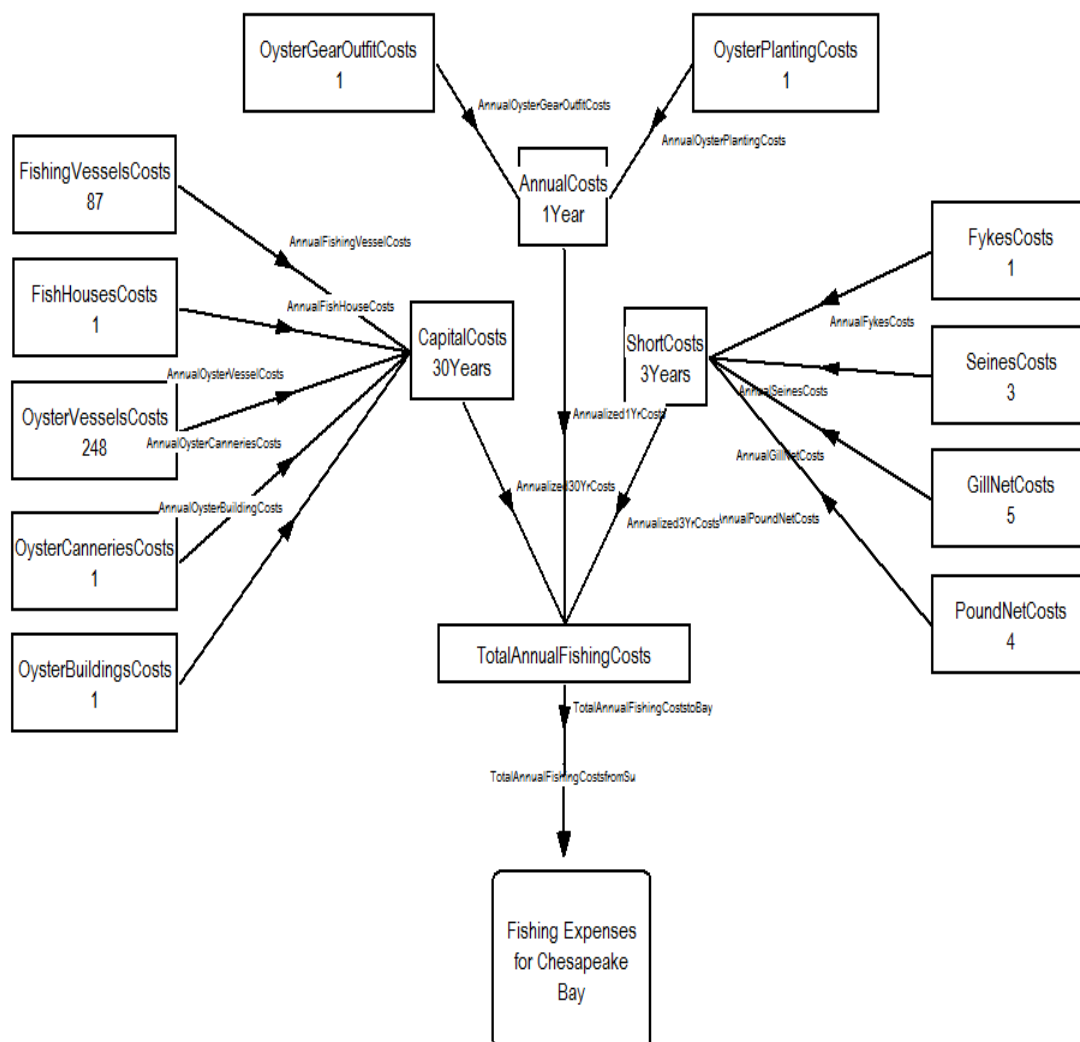 OysterGearOutfitCosts
1
OysterPlantingCosts
1
AnnualOysterGearOutfitCosts
AnnualOysterPlantingCosts
FishingVesselsCosts
87
AnnualCosts
1Year
AnnualFishingVesselCosts
FykesCosts
1
FishHousesCosts
1
AnnualFishHouseCosts
CapitalCosts
30Years
ShortCosts
3Years
AnnualFykesCosts
SeinesCosts
3
AnnualOysterVesselCosts
AnnualSeinesCosts
OysterVesselsCosts
248
Annualized1YrCosts
AnnualOysterCanneriesCosts
AnnualGillNetCosts
GillNetCosts
5
Annualized30YrCosts
AnnualOysterBuildingCosts
Annualized3YrCosts
AnnualPoundNetCosts
OysterCanneriesCosts
1
PoundNetCosts
4
OysterBuildingsCosts
1
TotalAnnualFishingCosts
TotalAnnualFishingCoststoBay
TotalAnnualFishingCostsfromSu
Fishing Expenses
for Chesapeake
Bay